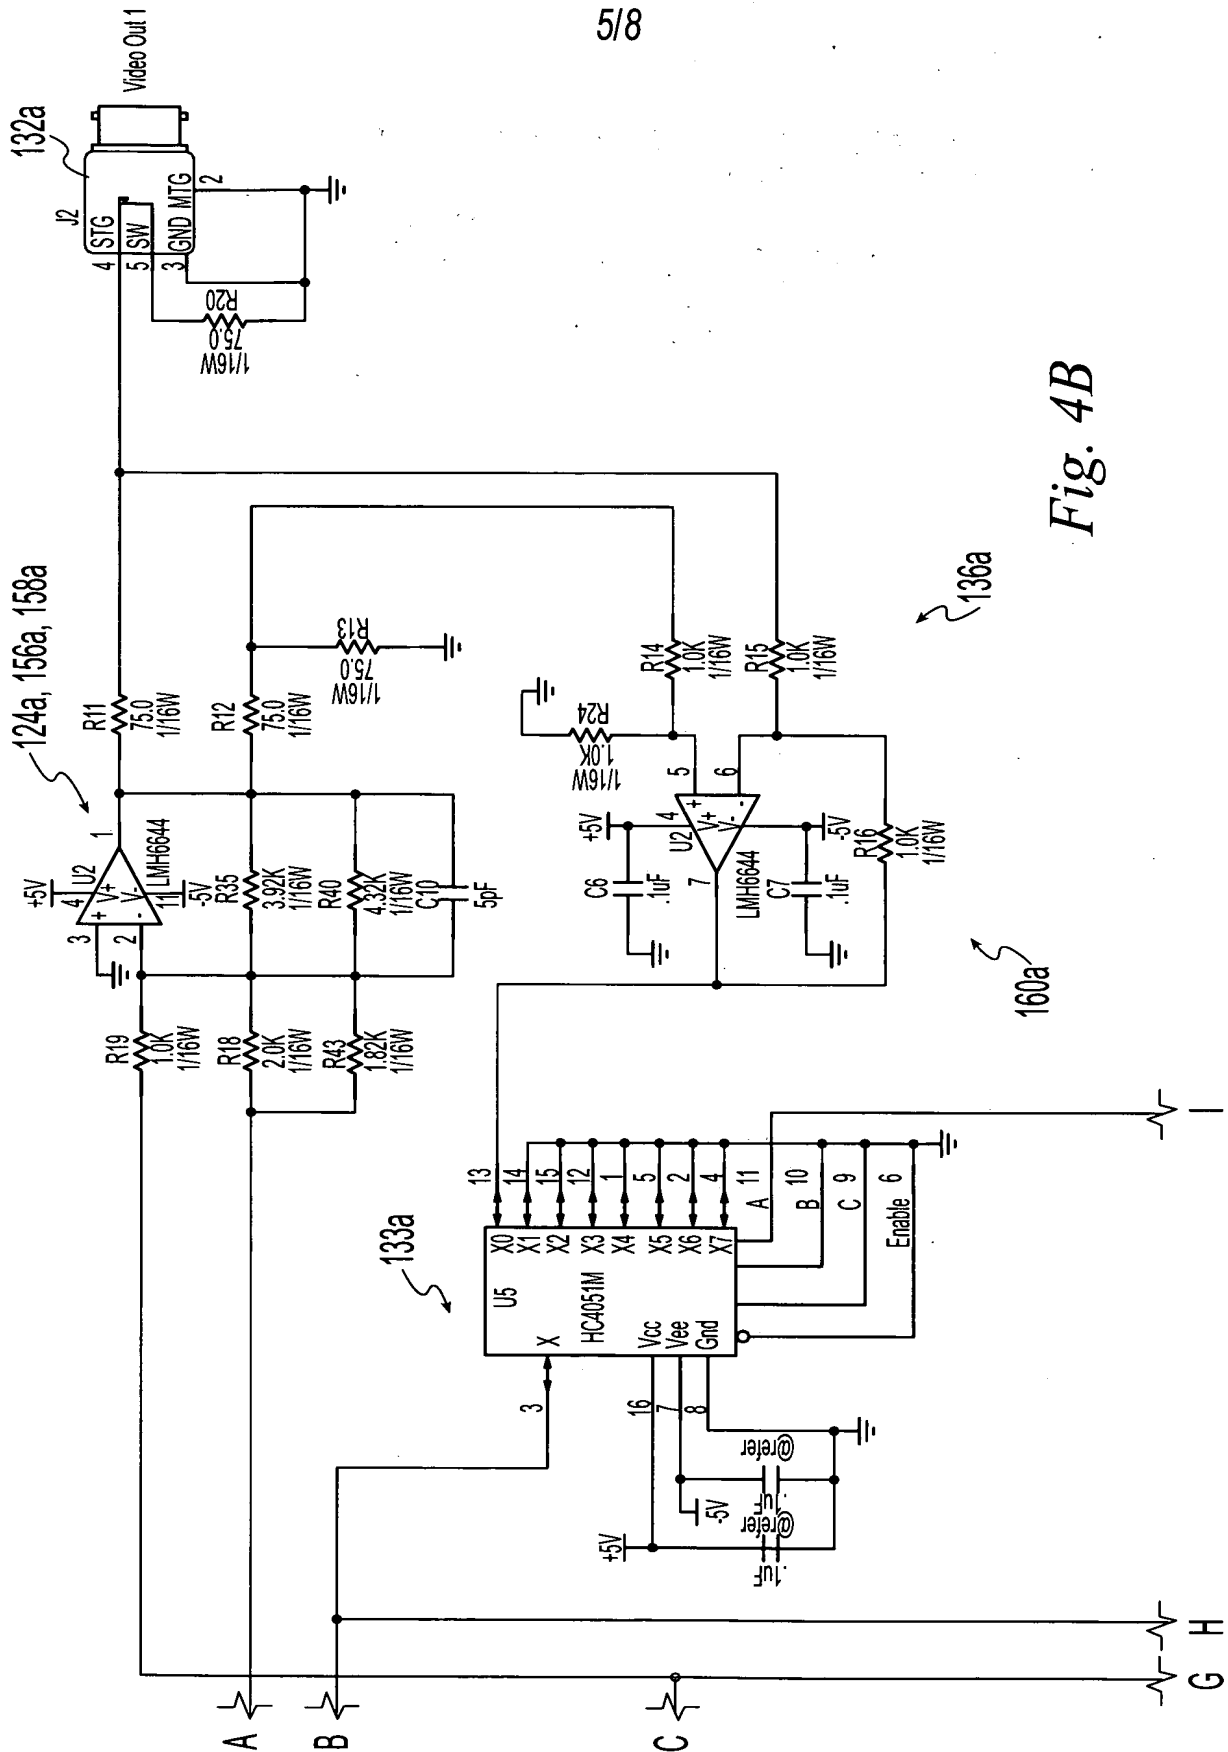 5/8
132a
Video Out 1
J2
STG
SW
GND MTG
4
5
3
2
R20
75.0
1/16W
124a, 156a, 158a
+5V
4
U2
V+
V-
+
-
3
2
1
11
LMH6644
-5V
R11
75.0
1/16W
R12
75.0
1/16W
R13
75.0
1/16W
R35
3.92K
1/16W
R40
4.32K
1/16W
C10
5pF
R19
1.0K
1/16W
R18
2.0K
1/16W
R43
1.82K
1/16W
R14
1.0K
1/16W
R15
1.0K
1/16W
R24
1.0K
1/16W
5
6
+5V
4
U2
V+
V-
+
-
7
LMH6644
-5V
C6
.1uF
C7
.1uF
R16
1.0K
1/16W
136a
160a
133a
U5
HC4051M
X
X0
X1
X2
X3
X4
X5
X6
X7
Vcc
Vee
Gnd
13
14
15
12
1
5
2
4
11
A
10
B
9
C
6
Enable
3
16
7
8
+5V
-5V
.1uF
@refer
.1uF
@refer
A
B
C
G
H
I
Fig. 4B